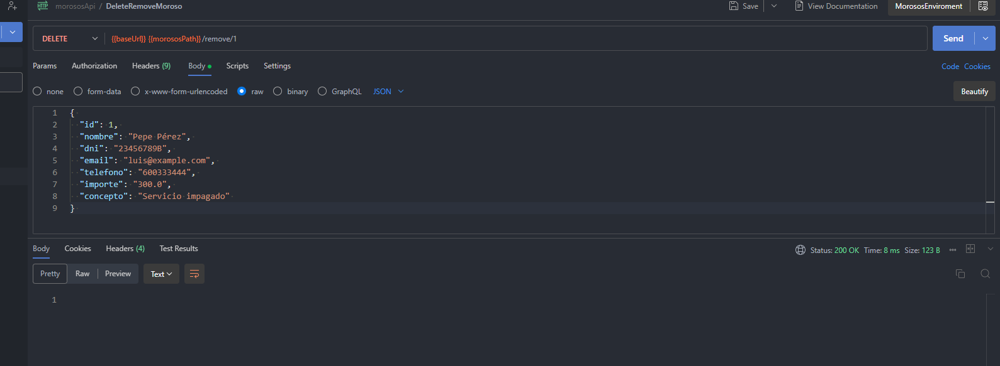 HTTP morososApi / DeleteRemoveMoroso Save View Documentation MorososEnviroment
DELETE {{baseUrl}} {{morososPath}} /remove/1 Send
Params Authorization Headers (9) Body Scripts Settings Code Cookies
none form-data x-www-form-urlencoded raw binary GraphQL JSON Beautify
1 {
2 "id": 1,
3 "nombre": "Pepe Pérez",
4 "dni": "23456789B",
5 "email": "luis@example.com",
6 "telefono": "600333444",
7 "importe": "300.0",
8 "concepto": "Servicio impagado"
9 }
Body Cookies Headers (4) Test Results Status: 200 OK Time: 8 ms Size: 123 B
Pretty Raw Preview Text
1